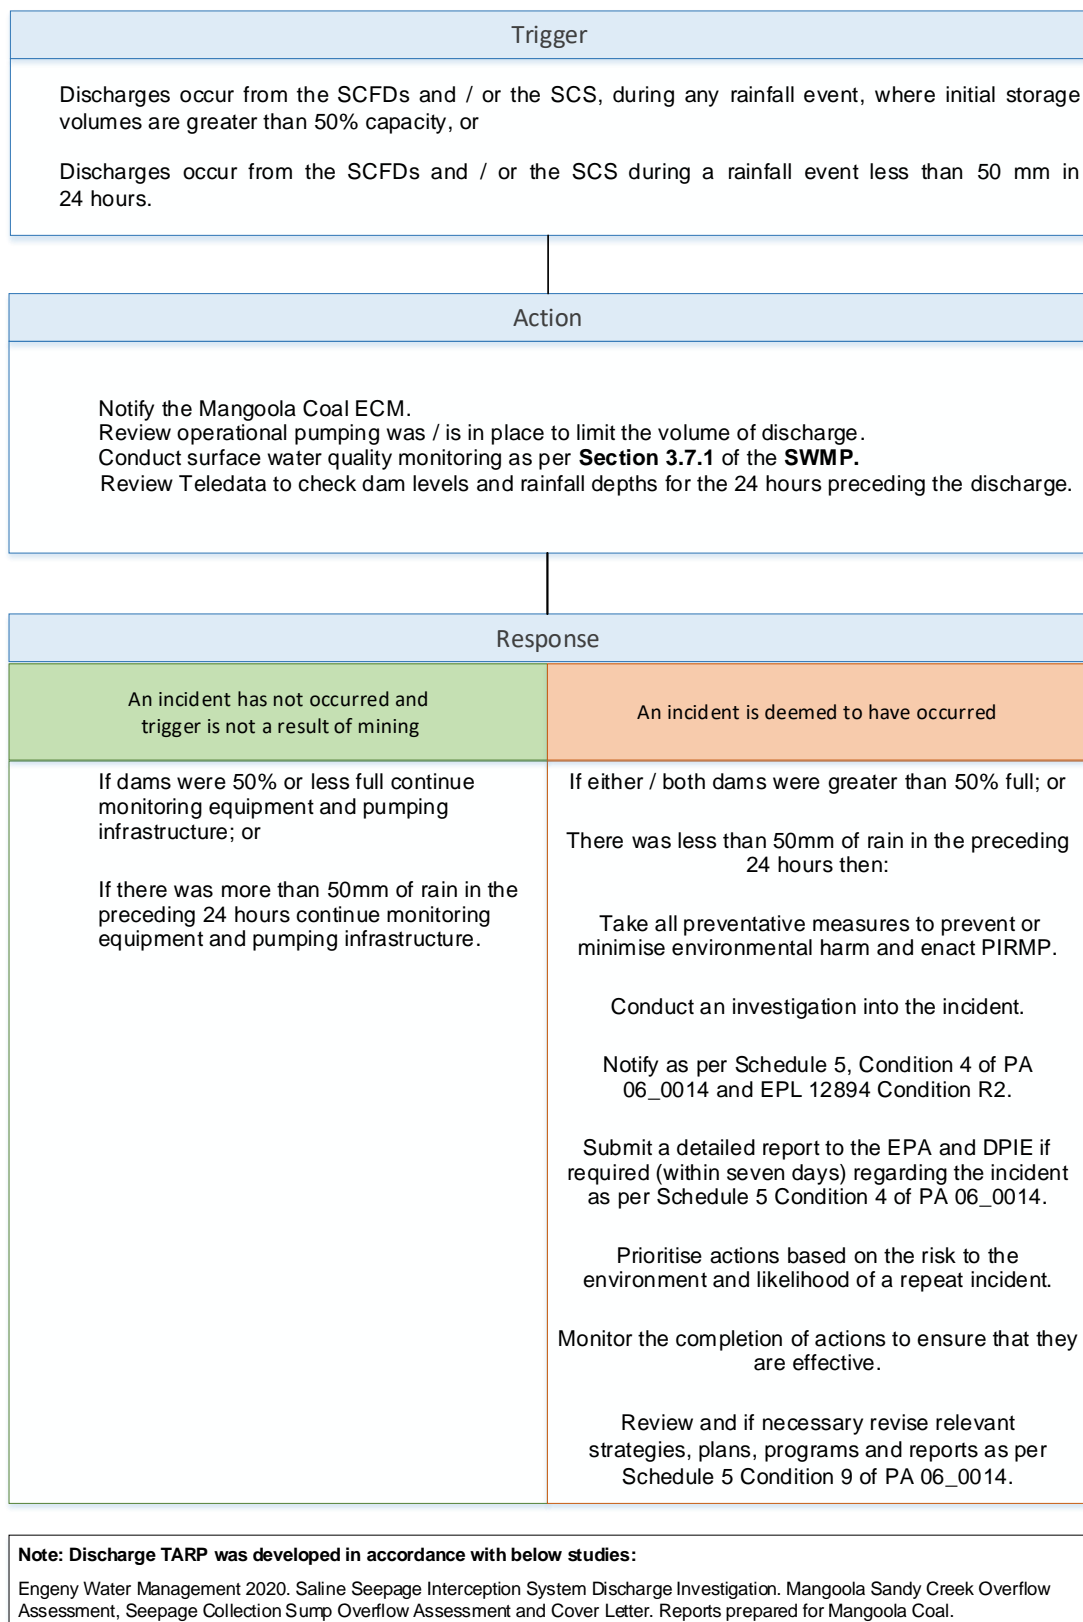 Trigger
Discharges occur from the SCFDs and / or the SCS, during any rainfall event, where initial storage
volumes are greater than 50% capacity, or
Discharges occur from the SCFDs and / or the SCS during a rainfall event less than 50 mm in
24 hours.
Action
Notify the Mangoola Coal ECM.
Review operational pumping was / is in place to limit the volume of discharge.
Conduct surface water quality monitoring as per Section 3.7.1 of the SWMP.
Review Teledata to check dam levels and rainfall depths for the 24 hours preceding the discharge.
Response
An incident has not occurred and
trigger is not a result of mining
If dams were 50% or less full continue
monitoring equipment and pumping
infrastructure; or
If there was more than 50mm of rain in the
preceding 24 hours continue monitoring
equipment and pumping infrastructure.
An incident is deemed to have occurred
If either / both dams were greater than 50% full; or
There was less than 50mm of rain in the preceding
24 hours then:
Take all preventative measures to prevent or
minimise environmental harm and enact PIRMP.
Conduct an investigation into the incident.
Notify as per Schedule 5, Condition 4 of PA
06_0014 and EPL 12894 Condition R2.
Submit a detailed report to the EPA and DPIE if
required (within seven days) regarding the incident
as per Schedule 5 Condition 4 of PA 06_0014.
Prioritise actions based on the risk to the
environment and likelihood of a repeat incident.
Monitor the completion of actions to ensure that they
are effective.
Review and if necessary revise relevant
strategies, plans, programs and reports as per
Schedule 5 Condition 9 of PA 06_0014.
Note: Discharge TARP was developed in accordance with below studies:
Engeny Water Management 2020. Saline Seepage Interception System Discharge Investigation. Mangoola Sandy Creek Overflow
Assessment, Seepage Collection Sump Overflow Assessment and Cover Letter. Reports prepared for Mangoola Coal.